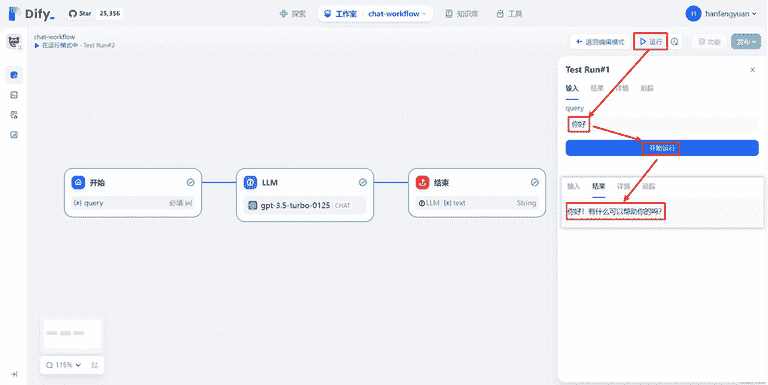 Dify_
Star 25,356
探索
工作室 / chat-workflow
知识库
工具
hanfangyuan
chat-workflow
在运行模式中 · Test Run#2
返回编辑模式
运行
功能
发布
Test Run#1
输入 结果 详情 追踪
query
你好
开始运行
输入 结果 详情 追踪
你好！有什么可以帮助你的吗？
开始
query 必填
LLM
gpt-3.5-turbo-0125 CHAT
结束
LLM (x) text String
115%